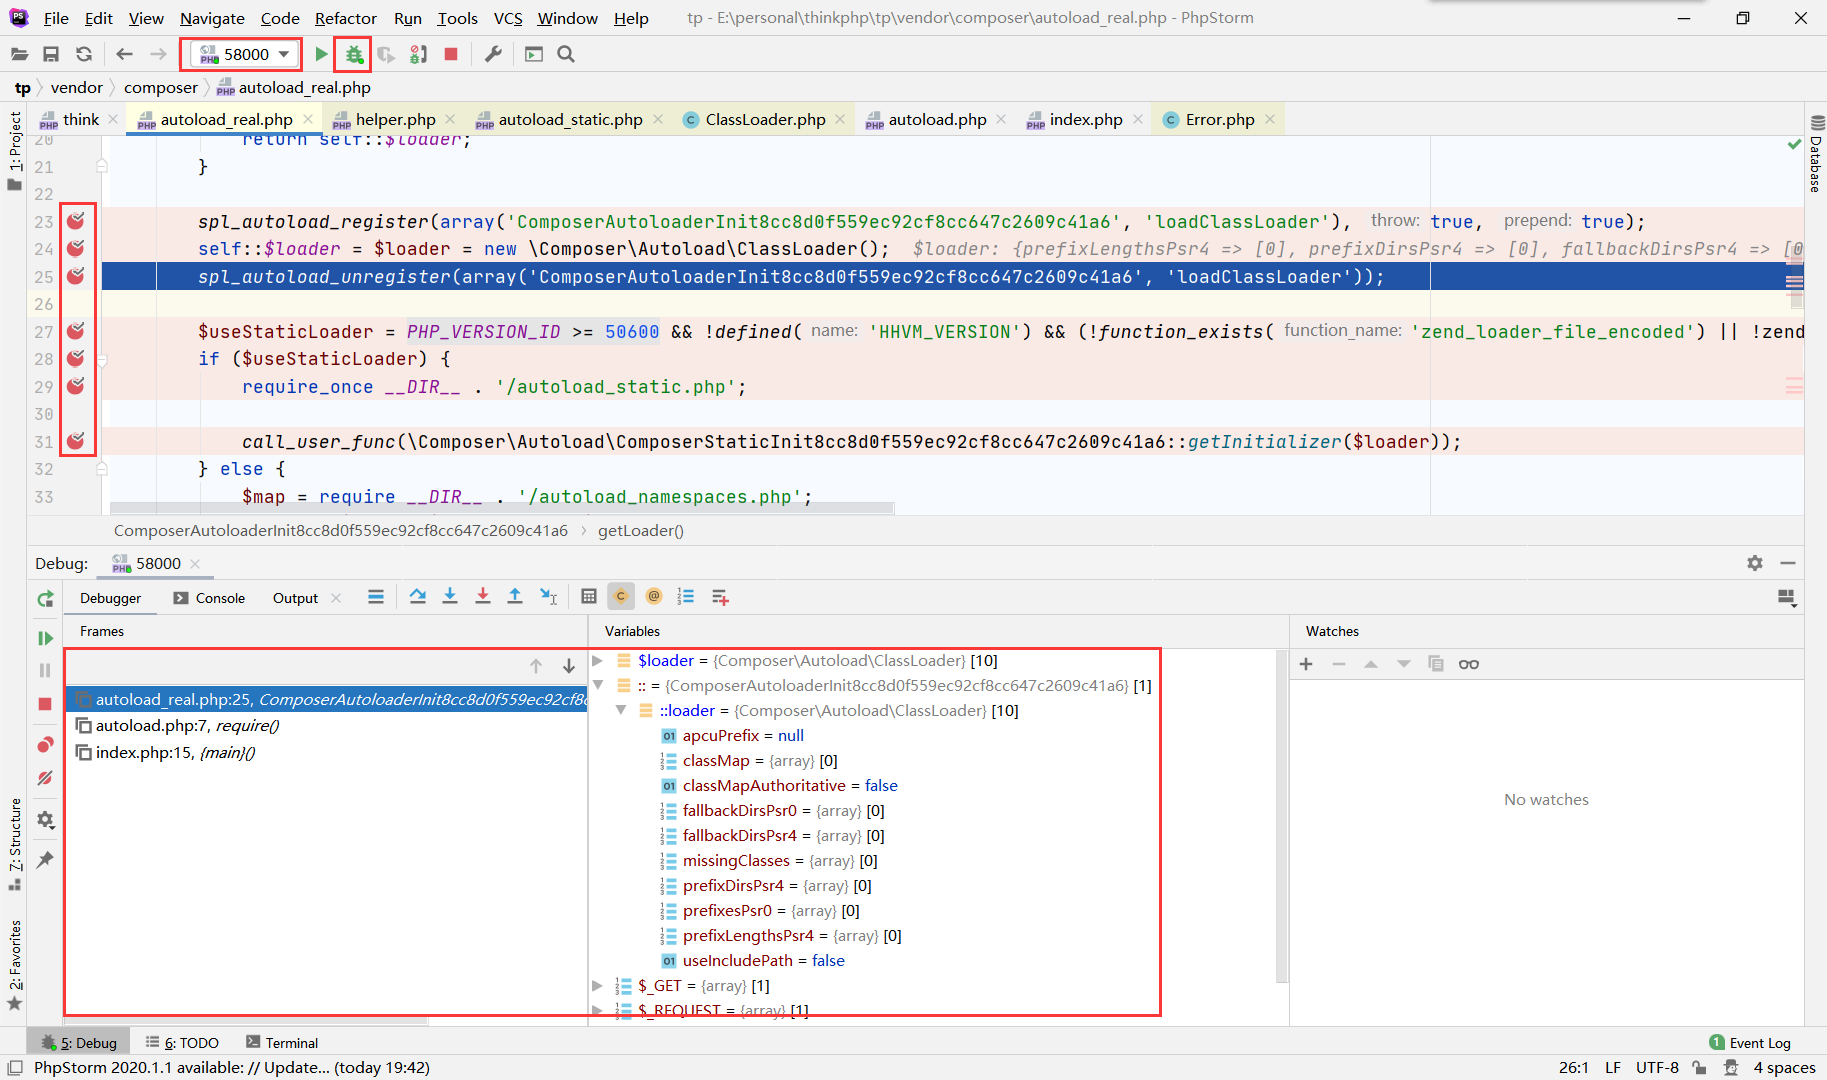 File Edit View Navigate Code Refactor Run Tools VCS Window Help tp - E:\personal\thinkphp\tp\vendor\composer\autoload_real.php - PhpStorm
58000
tp vendor composer autoload_real.php
think autoload_real.php helper.php autoload_static.php ClassLoader.php autoload.php index.php Error.php
1: Project
Database
20 return self::$loader;
21 }
22
23 spl_autoload_register(array('ComposerAutoloaderInit8cc8d0f559ec92cf8cc647c2609c41a6', 'loadClassLoader'), throw: true, prepend: true);
24 self::$loader = $loader = new \Composer\Autoload\ClassLoader(); $loader: {prefixLengthsPsr4 => [0], prefixDirsPsr4 => [0], fallbackDirsPsr4 => [0
25 spl_autoload_unregister(array('ComposerAutoloaderInit8cc8d0f559ec92cf8cc647c2609c41a6', 'loadClassLoader'));
26
27 $useStaticLoader = PHP_VERSION_ID >= 50600 && !defined( name: 'HHVM_VERSION') && (!function_exists( function_name: 'zend_loader_file_encoded') || !zend
28 if ($useStaticLoader) {
29 require_once __DIR__ . '/autoload_static.php';
30
31 call_user_func(\Composer\Autoload\ComposerStaticInit8cc8d0f559ec92cf8cc647c2609c41a6::getInitializer($loader));
32 } else {
33 $map = require __DIR__ . '/autoload_namespaces.php';
ComposerAutoloaderInit8cc8d0f559ec92cf8cc647c2609c41a6 › getLoader()
Debug: 58000
Debugger Console Output
Frames Variables Watches
autoload_real.php:25, ComposerAutoloaderInit8cc8d0f559ec92cf8c
autoload.php:7, require()
index.php:15, {main}()
$loader = {Composer\Autoload\ClassLoader} [10]
:: = {ComposerAutoloaderInit8cc8d0f559ec92cf8cc647c2609c41a6} [1]
::loader = {Composer\Autoload\ClassLoader} [10]
apcuPrefix = null
classMap = {array} [0]
classMapAuthoritative = false
fallbackDirsPsr0 = {array} [0]
fallbackDirsPsr4 = {array} [0]
missingClasses = {array} [0]
prefixDirsPsr4 = {array} [0]
prefixesPsr0 = {array} [0]
prefixLengthsPsr4 = {array} [0]
useIncludePath = false
$_GET = {array} [1]
$_REQUEST = {array} [1]
No watches
7: Structure
2: Favorites
5: Debug 6: TODO Terminal 1 Event Log
PhpStorm 2020.1.1 available: // Update... (today 19:42) 26:1 LF UTF-8 4 spaces